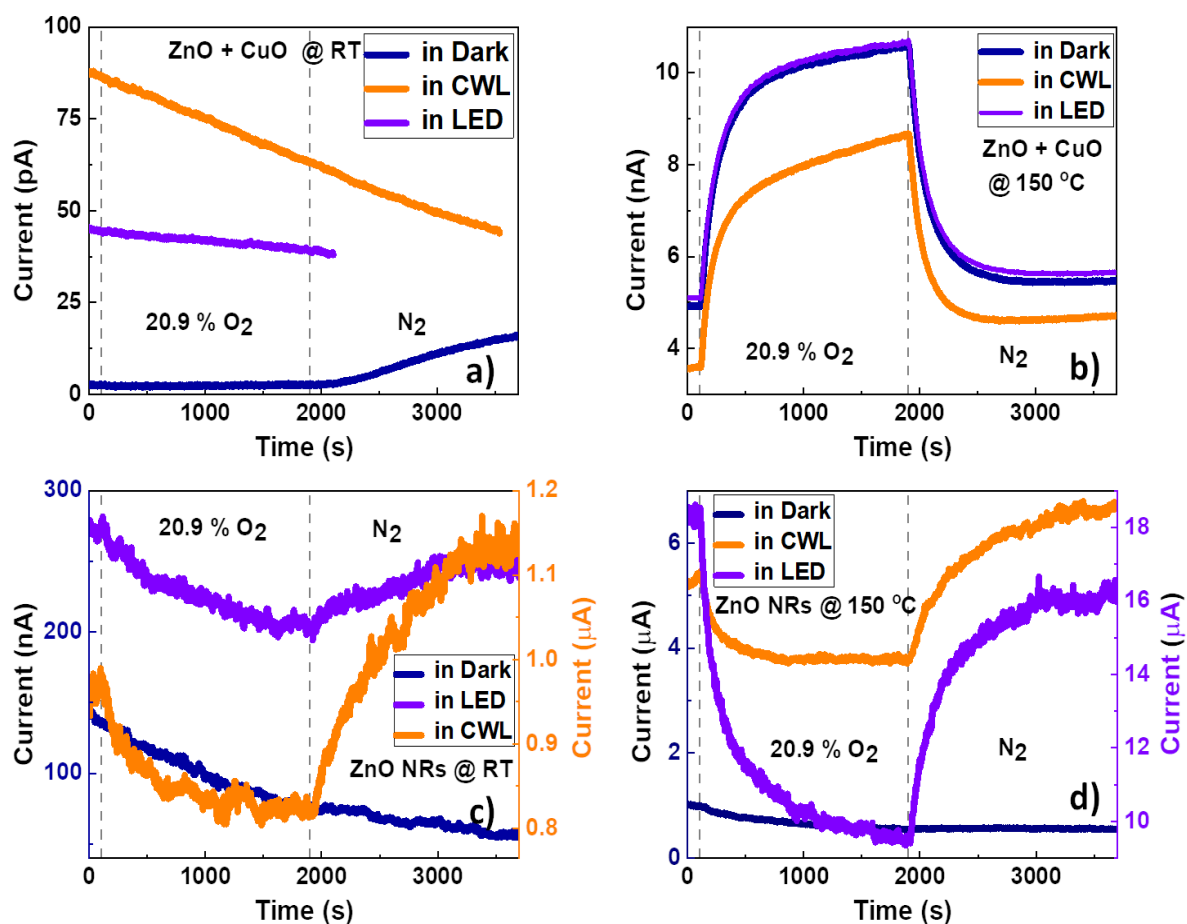 100
75
50
25
0
Current (pA)
ZnO + CuO @ RT
in Dark
in CWL
in LED
20.9 % O₂
N₂
a)
0
1000
2000
3000
Time (s)
10
8
6
4
Current (nA)
in Dark
in CWL
in LED
ZnO + CuO
@ 150 °C
20.9 % O₂
N₂
b)
0
1000
2000
3000
Time (s)
300
250
200
150
100
Current (nA)
20.9 % O₂
N₂
in Dark
in LED
in CWL
ZnO NRs @ RT
c)
1.2
1.1
1.0
0.9
0.8
Current (μA)
0
1000
2000
3000
Time (s)
6
4
2
0
Current (μA)
in Dark
in CWL
in LED
ZnO NRs @ 150 °C
20.9 % O₂
N₂
d)
18
16
14
12
10
Current (μA)
0
1000
2000
3000
Time (s)